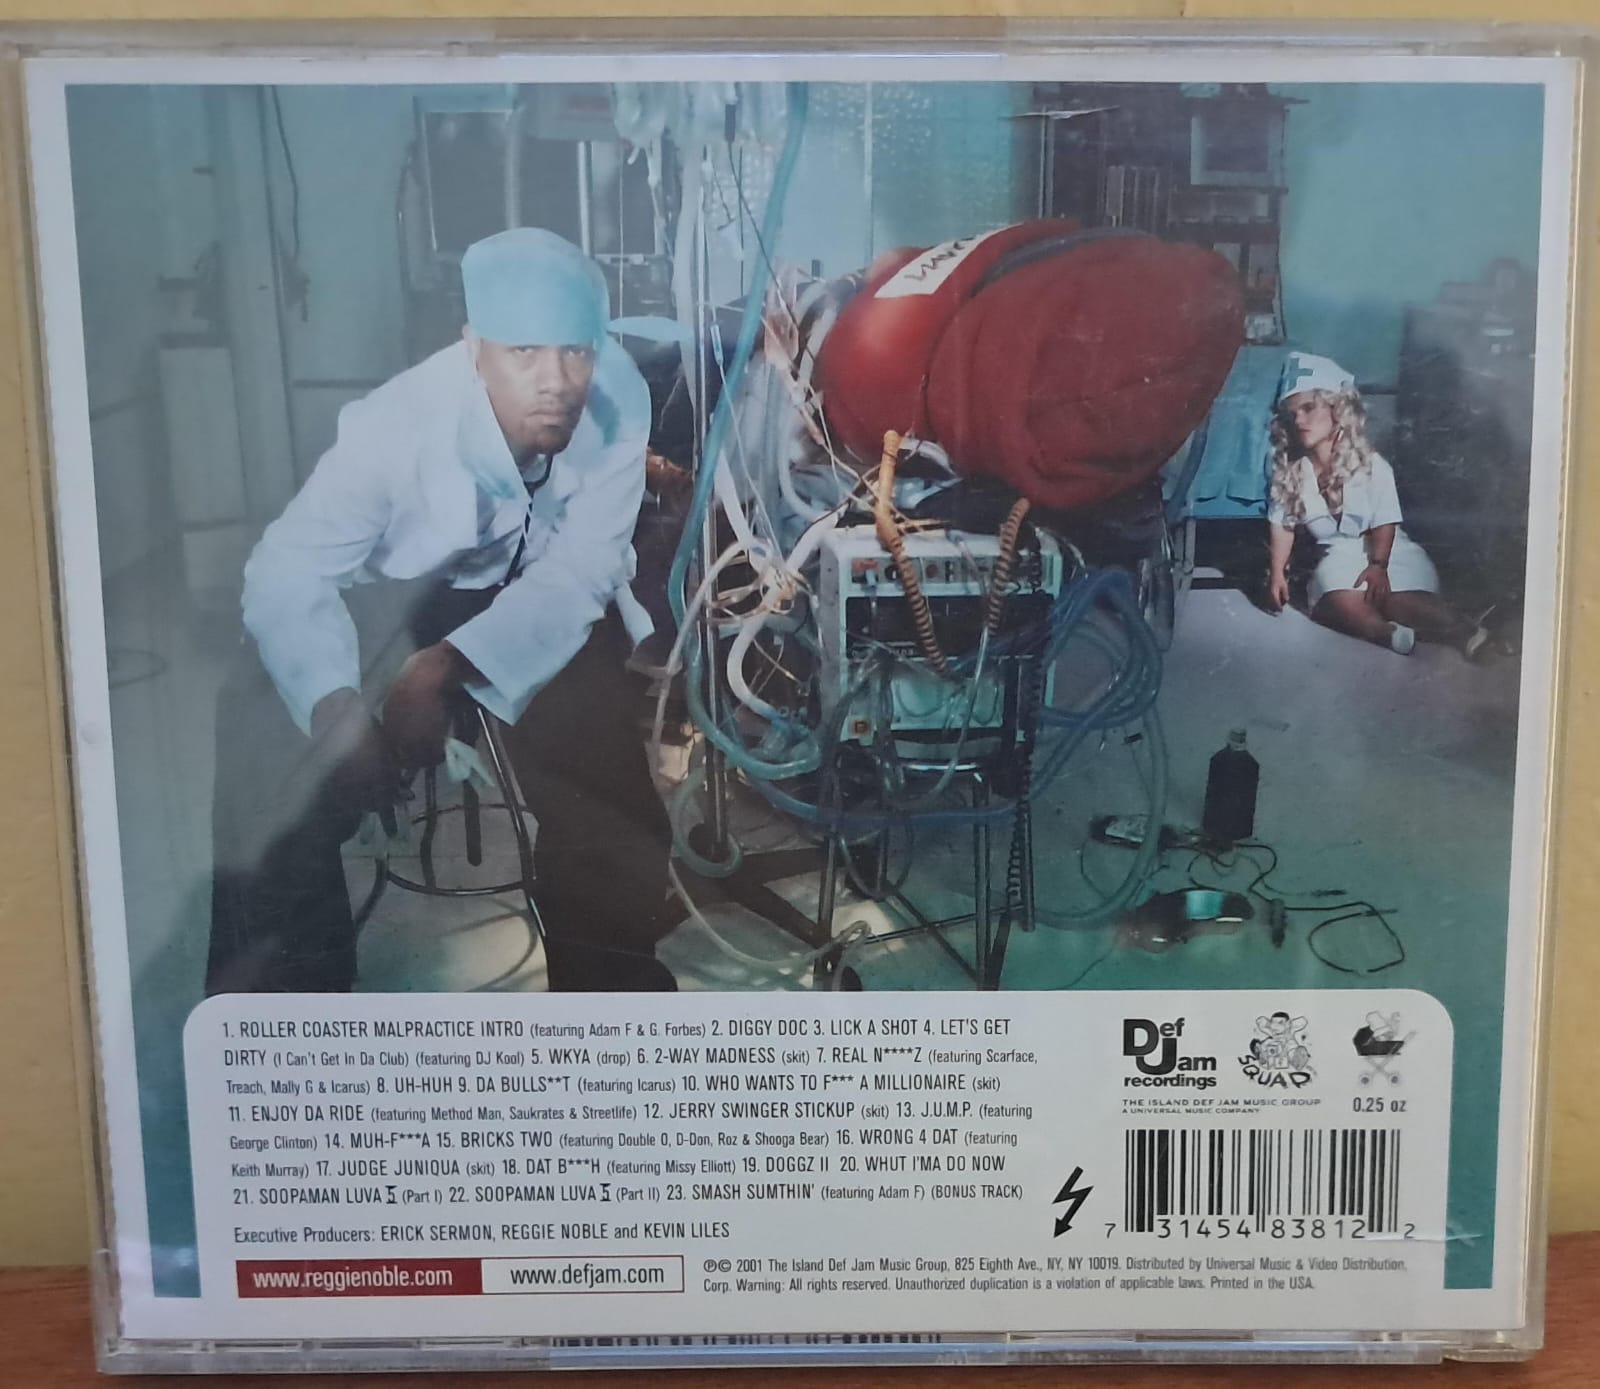 1. ROLLER COASTER MALPRACTICE INTRO (featuring Adam F & G. Forbes) 2. DIGGY DOC 3. LICK A SHOT 4. LET'S GET
DIRTY (I Can't Get In Da Club) (featuring DJ Kool) 5. WKYA (drop) 6. 2-WAY MADNESS (skit) 7. REAL N****Z (featuring Scarface,
Treach, Mally G & Icarus) 8. UH-HUH 9. DA BULLS**T (featuring Icarus) 10. WHO WANTS TO F*** A MILLIONAIRE (skit)
11. ENJOY DA RIDE (featuring Method Man, Saukrates & Streetlife) 12. JERRY SWINGER STICKUP (skit) 13. J.U.M.P. (featuring
George Clinton) 14. MUH-F***A 15. BRICKS TWO (featuring Double O, D-Don, Roz & Shooga Bear) 16. WRONG 4 DAT (featuring
Keith Murray) 17. JUDGE JUNIQUA (skit) 18. DAT B***H (featuring Missy Elliott) 19. DOGGZ II 20. WHUT I'MA DO NOW
21. SOOPAMAN LUVA 5 (Part I) 22. SOOPAMAN LUVA 5 (Part II) 23. SMASH SUMTHIN' (featuring Adam F) (BONUS TRACK)
Executive Producers: ERICK SERMON, REGGIE NOBLE and KEVIN LILES
www.reggienoble.com www.defjam.com
Def
Jam
recordings
SQUAD
THE ISLAND DEF JAM MUSIC GROUP
A UNIVERSAL MUSIC COMPANY
0.25 oz
7 31454 83812 2
℗© 2001 The Island Def Jam Music Group, 825 Eighth Ave., NY, NY 10019. Distributed by Universal Music & Video Distribution,
Corp. Warning: All rights reserved. Unauthorized duplication is a violation of applicable laws. Printed in the USA.